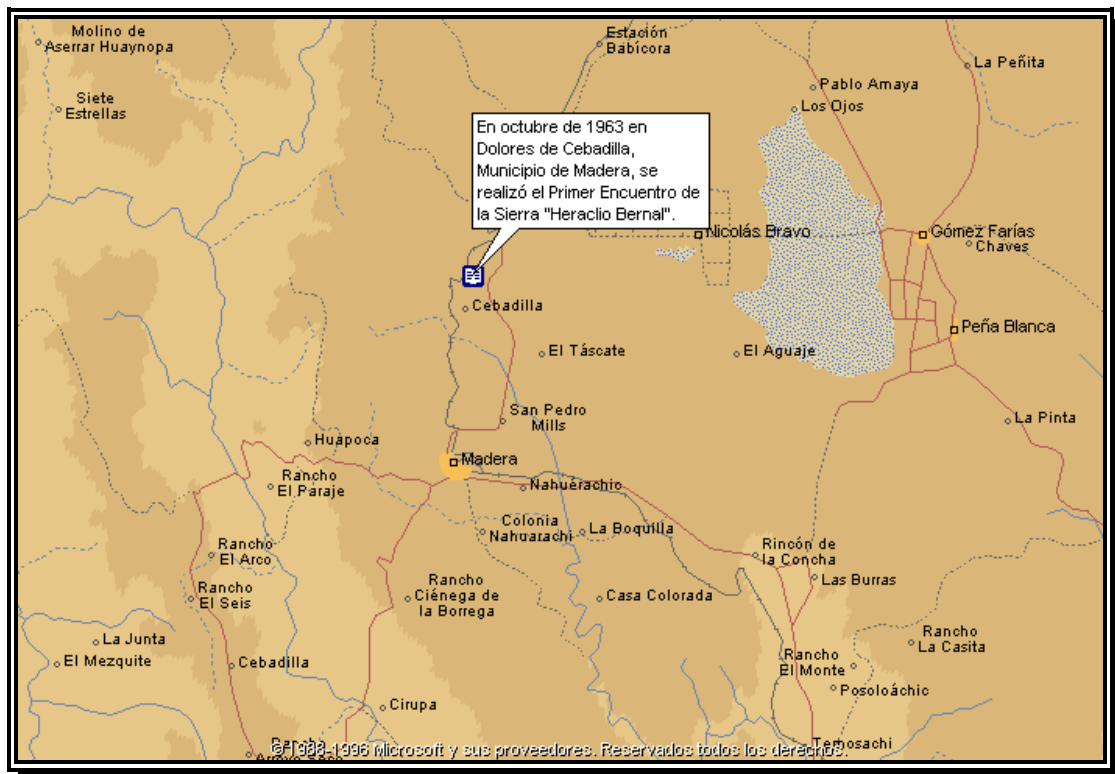 Molino de
Aserrar Huaynopa
Estación
Babícora
La Peñita
Pablo Amaya
Siete
Estrellas
Los Ojos
En octubre de 1963 en
Dolores de Cebadilla,
Municipio de Madera, se
realizó el Primer Encuentro de
la Sierra "Heraclio Bernal".
Nicolás Bravo
Gómez Farías
Chaves
Cebadilla
Peña Blanca
El Táscate
El Aguaje
San Pedro
Mills
La Pinta
Huápoca
Madera
Rancho
El Paraje
Nahuérachic
Colonia
Nahuarachi
La Boquilla
Rancho
El Arco
Rincón de
la Concha
Las Burras
Rancho
El Seis
Rancho
Ciénega de
la Borrega
Casa Colorada
La Junta
Rancho
La Casita
El Mezquite
Cebadilla
Rancho
El Monte
Posoloáchic
Cirupa
Rancho
Arroyo Seco
Temosachi
©1988-1996 Microsoft y sus proveedores. Reservados todos los derechos.